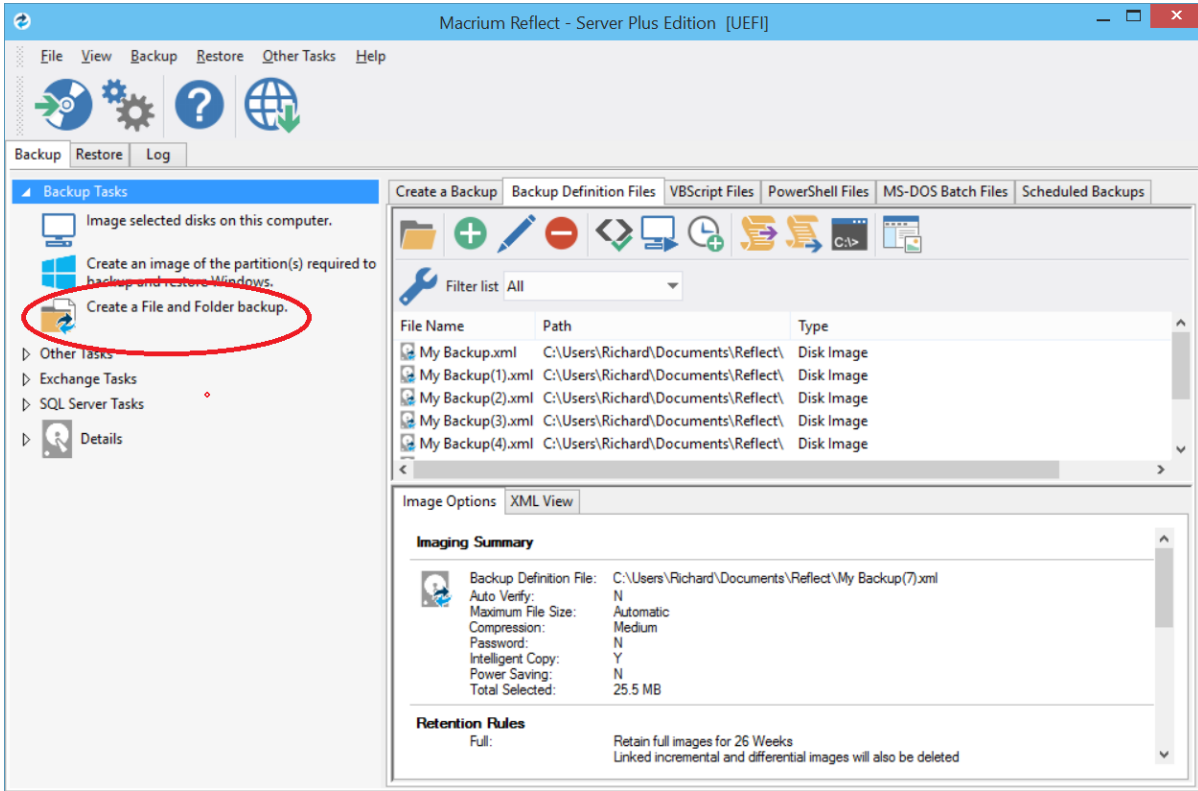 Macrium Reflect - Server Plus Edition [UEFI]
File View Backup Restore Other Tasks Help
Backup Restore Log
Backup Tasks
Image selected disks on this computer.
Create an image of the partition(s) required to
backup and restore Windows.
Create a File and Folder backup.
Other Tasks
Exchange Tasks
SQL Server Tasks
Details
Create a Backup Backup Definition Files VBScript Files PowerShell Files MS-DOS Batch Files Scheduled Backups
C:\>
Filter list All
File Name Path Type
My Backup.xml C:\Users\Richard\Documents\Reflect\ Disk Image
My Backup(1).xml C:\Users\Richard\Documents\Reflect\ Disk Image
My Backup(2).xml C:\Users\Richard\Documents\Reflect\ Disk Image
My Backup(3).xml C:\Users\Richard\Documents\Reflect\ Disk Image
My Backup(4).xml C:\Users\Richard\Documents\Reflect\ Disk Image
Image Options XML View
Imaging Summary
Backup Definition File: C:\Users\Richard\Documents\Reflect\My Backup(7).xml
Auto Verify: N
Maximum File Size: Automatic
Compression: Medium
Password: N
Intelligent Copy: Y
Power Saving: N
Total Selected: 25.5 MB
Retention Rules
Full: Retain full images for 26 Weeks
Linked incremental and differential images will also be deleted